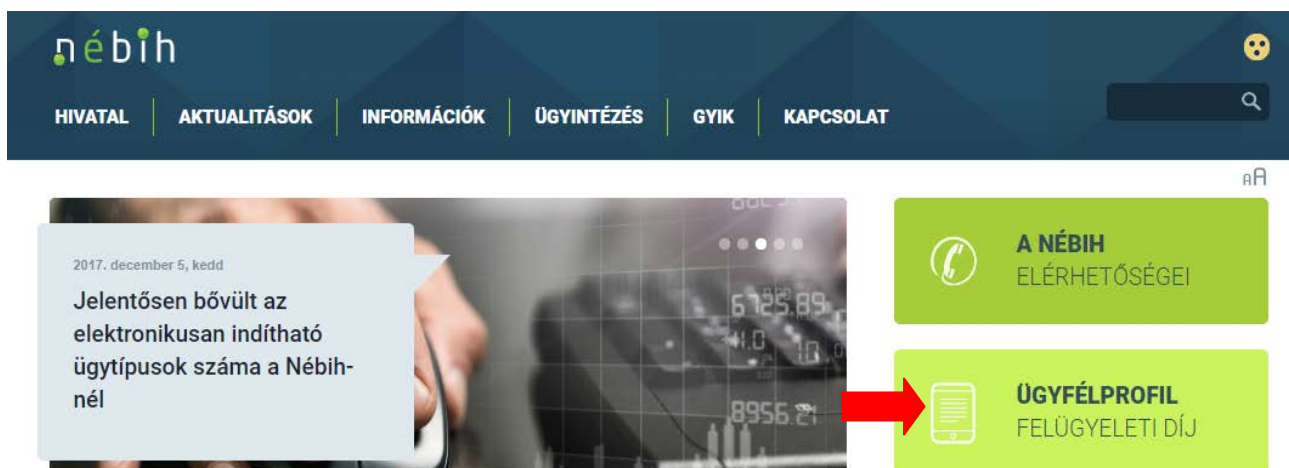 nébih
HIVATAL
AKTUALITÁSOK
INFORMÁCIÓK
ÜGYINTÉZÉS
GYIK
KAPCSOLAT
AA
2017. december 5, kedd
Jelentősen bővült az
elektronikusan indítható
ügytípusok száma a Nébih-
nél
6725.89
8956.21
A NÉBIH
ELÉRHETŐSÉGEI
ÜGYFÉLPROFIL
FELÜGYELETI DÍJ